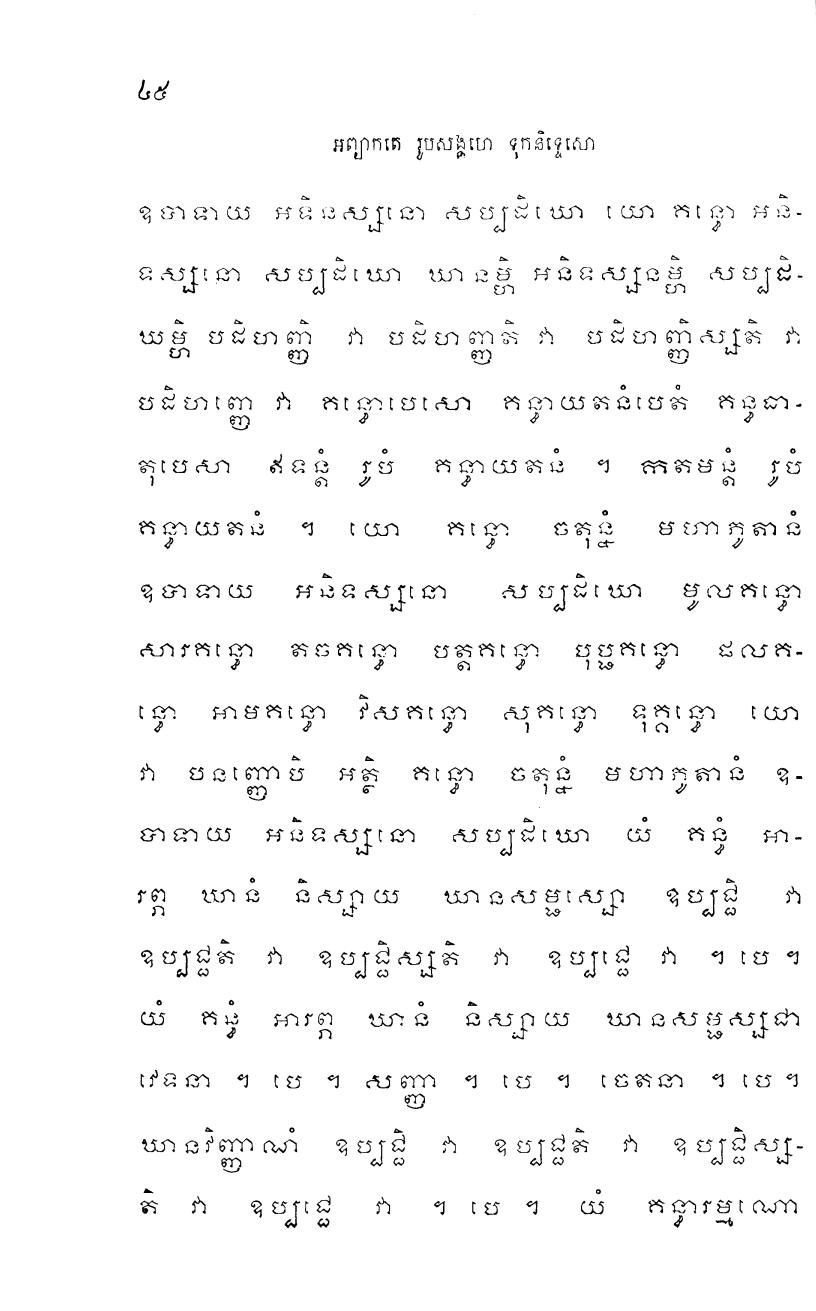 ៤៥
អព្យាកតេ រូបសង្គហេ ទុកនិទ្ទេសោ
ឧបាទាយ អនិទស្សនោ សប្បដិឃោ យោ គន្ធោ អនិ-
ទស្សនោ សប្បដិឃោ ឃានម្ហិ អនិទស្សនម្ហិ សប្បដិ-
ឃម្ហិ បដិហញ្ញិ វា បដិហញ្ញតិ វា បដិហញ្ញិស្សតិ វា
បដិហញ្ញេ វា គន្ធោបេសោ គន្ធាយតនំបេតំ គន្ធធា-
តុបេសា ឥទន្តំ រូបំ គន្ធាយតនំ ។ កតមន្តំ រូបំ
គន្ធាយតនំ ។ យោ គន្ធោ ចតុន្នំ មហាភូតានំ
ឧបាទាយ អនិទស្សនោ សប្បដិឃោ មូលគន្ធោ
សារគន្ធោ តចគន្ធោ បត្តគន្ធោ បុប្ផគន្ធោ ផលគ-
ន្ធោ អាមគន្ធោ វិសគន្ធោ សុគន្ធោ ទុគ្គន្ធោ យោ
វា បនញ្ញោបិ អត្ថិ គន្ធោ ចតុន្នំ មហាភូតានំ ឧ-
បាទាយ អនិទស្សនោ សប្បដិឃោ យំ គន្ធំ អា-
រព្ភ ឃានំ និស្សាយ ឃានសម្ផស្សោ ឧប្បជ្ជិ វា
ឧប្បជ្ជតិ វា ឧប្បជ្ជិស្សតិ វា ឧប្បជ្ជេ វា ។ បេ ។
យំ គន្ធំ អារព្ភ ឃានំ និស្សាយ ឃានសម្ផស្សជា
វេទនា ។ បេ ។ សញ្ញា ។ បេ ។ ចេតនា ។ បេ ។
ឃានវិញ្ញាណំ ឧប្បជ្ជិ វា ឧប្បជ្ជតិ វា ឧប្បជ្ជិស្ស-
តិ វា ឧប្បជ្ជេ វា ។ បេ ។ យំ គន្ធារម្មណោ